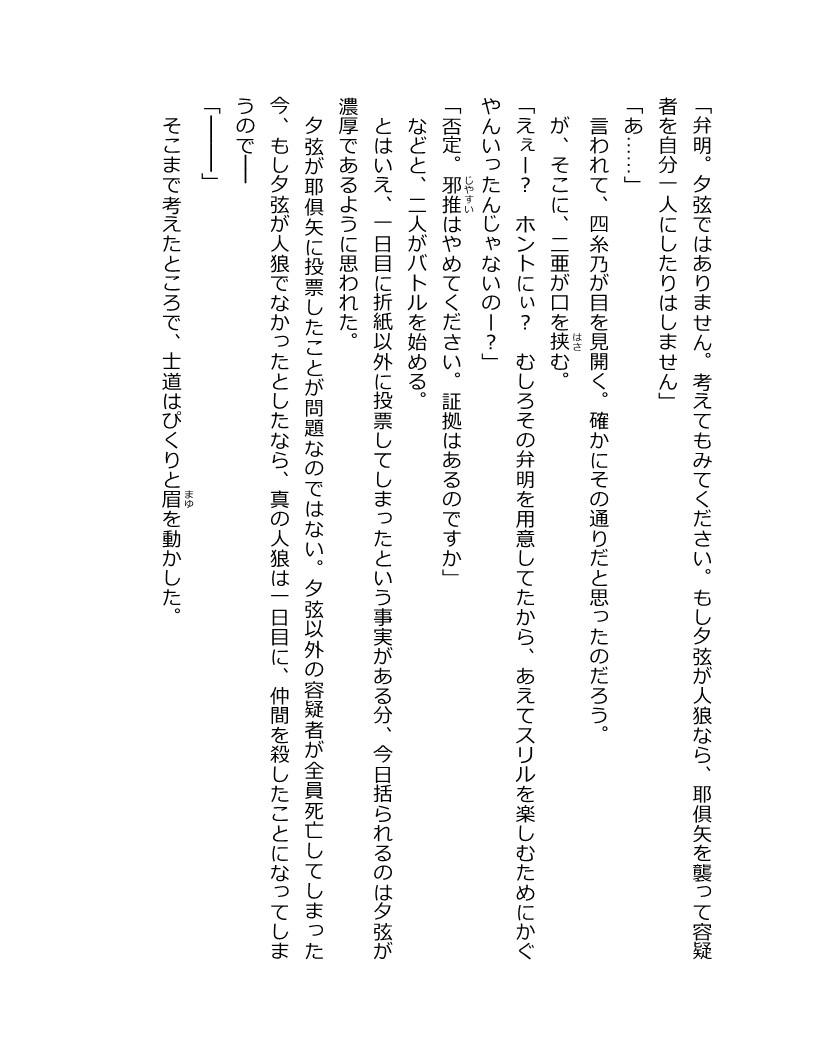 「弁明。夕弦ではありません。考えてもみてください。もし夕弦が人狼なら、耶倶矢を襲って容疑
者を自分一人にしたりはしません」
「あ……」
　言われて、四糸乃が目を見開く。確かにその通りだと思ったのだろう。
　が、そこに、二亜が口を挟む。
はさ
「えぇー？　ホントにぃ？　むしろその弁明を用意してたから、あえてスリルを楽しむためにかぐ
やんいったんじゃないのー？」
「否定。邪推はやめてください。証拠はあるのですか」
じやすい
　などと、二人がバトルを始める。
　とはいえ、一日目に折紙以外に投票してしまったという事実がある分、今日括られるのは夕弦が
濃厚であるように思われた。
　夕弦が耶倶矢に投票したことが問題なのではない。夕弦以外の容疑者が全員死亡してしまった
今、もし夕弦が人狼でなかったとしたなら、真の人狼は一日目に、仲間を殺したことになってしま
うので――
「―――」
　そこまで考えたところで、士道はぴくりと眉を動かした。
まゆ